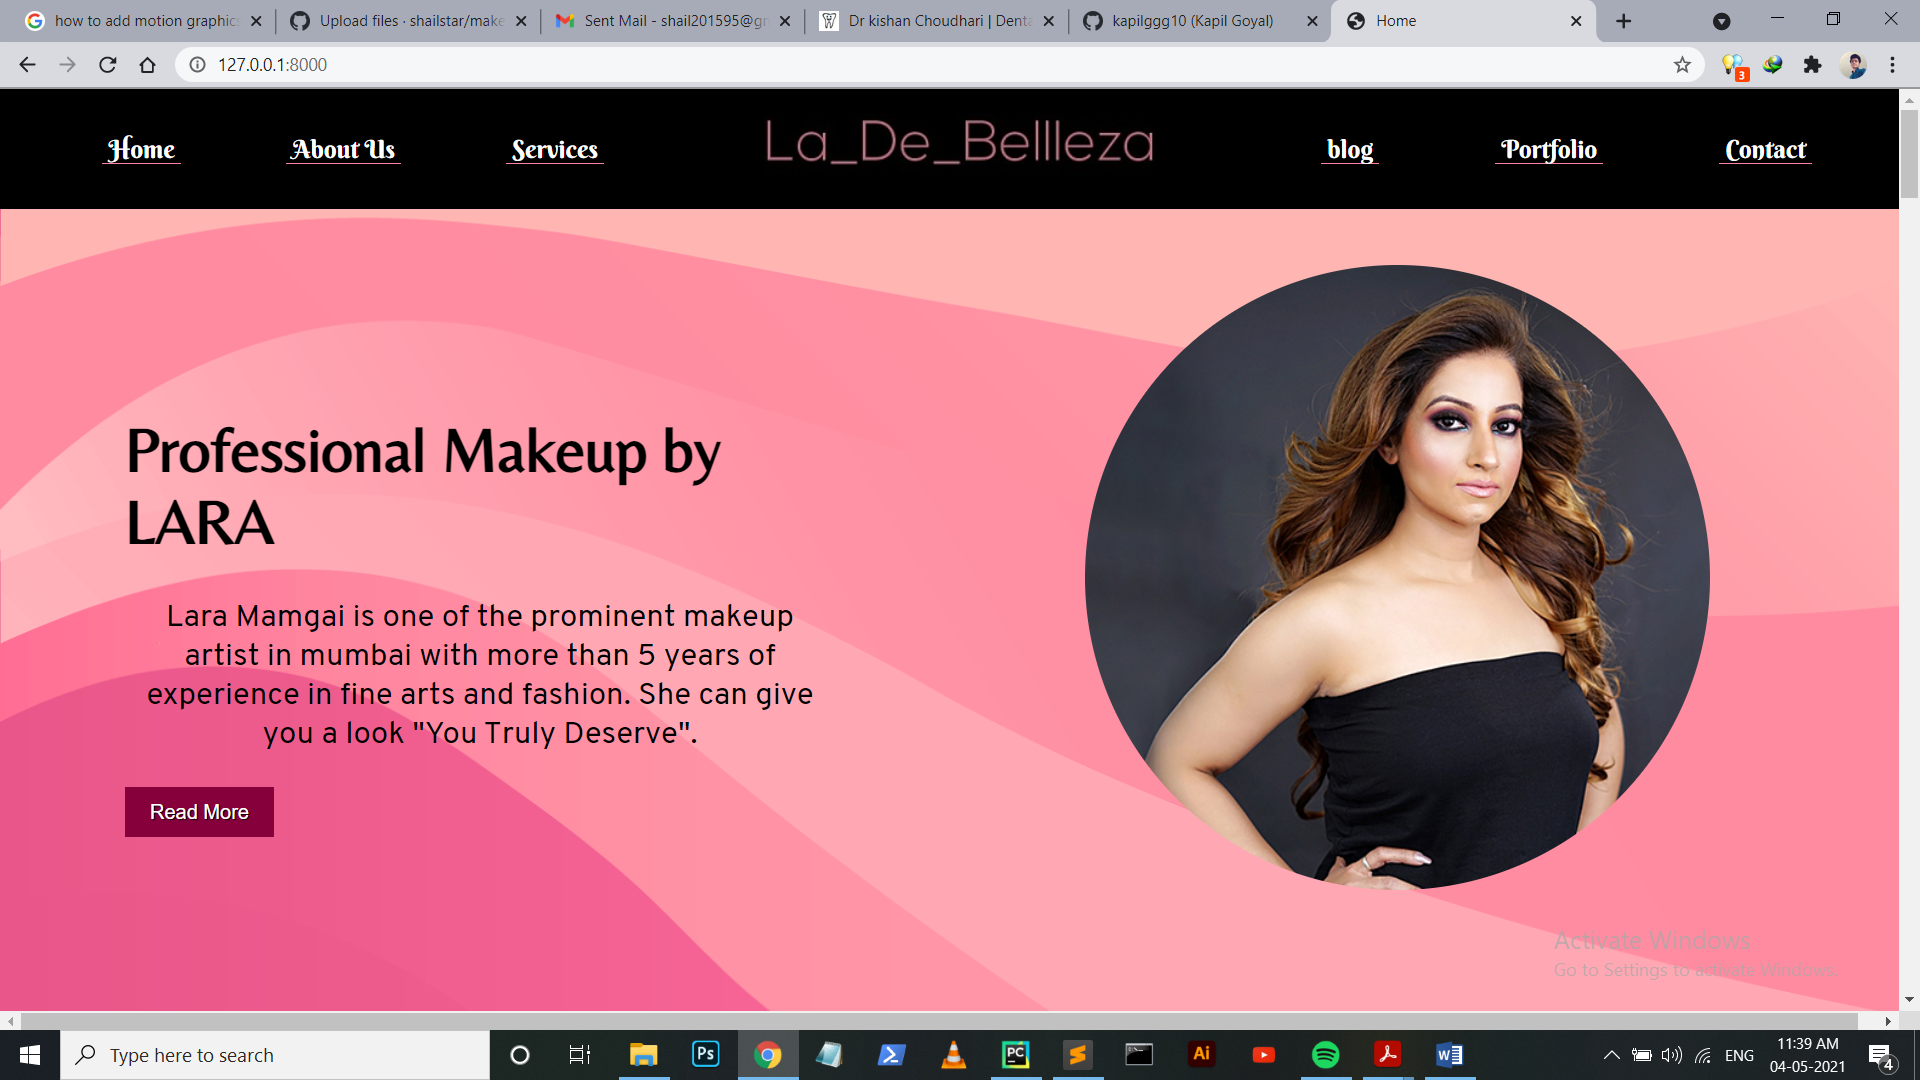 how to add motion graphics
Upload files · shailstar/make
Sent Mail - shail201595@gm
Dr kishan Choudhari | Denta
kapilggg10 (Kapil Goyal)
Home
127.0.0.1:8000
3
Home
About Us
Services
La_De_Bellleza
blog
Portfolio
Contact
Professional Makeup by
LARA
Lara Mamgai is one of the prominent makeup
artist in mumbai with more than 5 years of
experience in fine arts and fashion. She can give
you a look "You Truly Deserve".
Read More
Activate Windows
Go to Settings to activate Windows.
Type here to search
Ps
PC
Ai
ENG
11:39 AM
04-05-2021
4